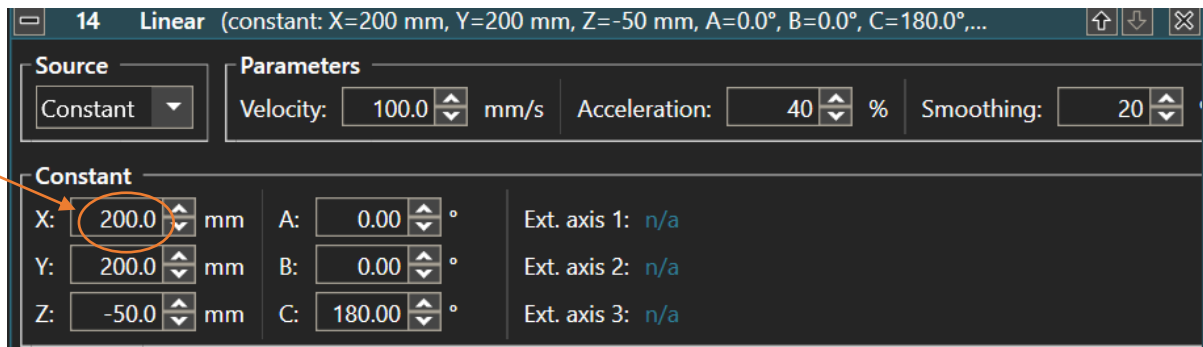 14 Linear (constant: X=200 mm, Y=200 mm, Z=-50 mm, A=0.0°, B=0.0°, C=180.0°,...
Source Parameters
Constant Velocity: 100.0 mm/s Acceleration: 40 % Smoothing: 20
Constant
X: 200.0 mm A: 0.00 ° Ext. axis 1: n/a
Y: 200.0 mm B: 0.00 ° Ext. axis 2: n/a
Z: -50.0 mm C: 180.00 ° Ext. axis 3: n/a